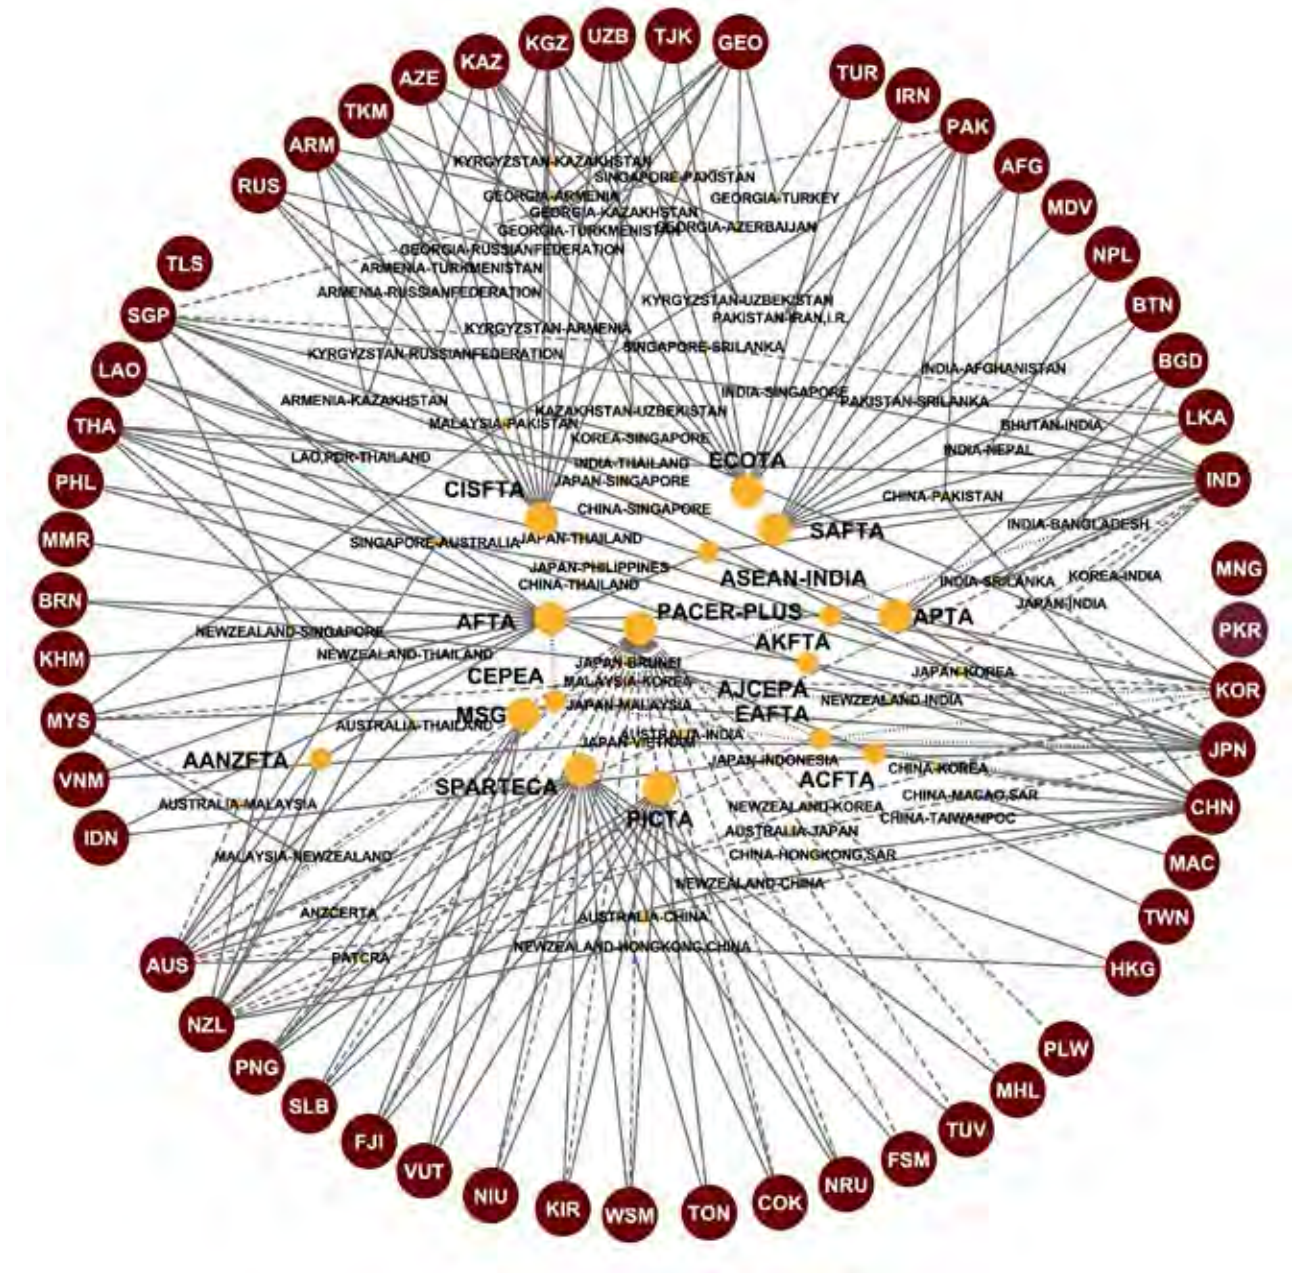 KGZ
UZB
TJK
GEO
KAZ
AZE
TUR
IRN
TKM
PAK
ARM
AFG
RUS
KYRGYZSTAN-KAZAKHSTAN
SINGAPORE-PAKISTAN
GEORGIA-ARMENIA
GEORGIA-TURKEY
MDV
GEORGIA-KAZAKHSTAN
GEORGIA-TURKMENISTAN
GEORGIA-AZERBAIJAN
NPL
GEORGIA-RUSSIANFEDERATION
TLS
ARMENIA-TURKMENISTAN
ARMENIA-RUSSIANFEDERATION
KYRGYZSTAN-UZBEKISTAN
BTN
SGP
PAKISTAN-IRAN,I.R.
KYRGYZSTAN-ARMENIA
SINGAPORE-SRILANKA
KYRGYZSTAN-RUSSIANFEDERATION
BGD
LAO
INDIA-AFGHANISTAN
INDIA-SINGAPORE
ARMENIA-KAZAKHSTAN
PAKISTAN-SRILANKA
KAZAKHSTAN-UZBEKISTAN
LKA
THA
MALAYSIA-PAKISTAN
BHUTAN-INDIA
KOREA-SINGAPORE
INDIA-NEPAL
LAO,PDR-THAILAND
INDIA-THAILAND
ECOTA
IND
PHL
JAPAN-SINGAPORE
CISFTA
CHINA-PAKISTAN
CHINA-SINGAPORE
INDIA-BANGLADESH
SAFTA
MMR
SINGAPORE-AUSTRALIA
JAPAN-THAILAND
JAPAN-PHILIPPINES
MNG
ASEAN-INDIA
KOREA-INDIA
CHINA-THAILAND
INDIA-SRILANKA
BRN
JAPAN-INDIA
PACER-PLUS
APTA
AFTA
NEWZEALAND-SINGAPORE
PKR
AKFTA
NEWZEALAND-THAILAND
KHM
JAPAN-BRUNEI
JAPAN-KOREA
CEPEA
MALAYSIA-KOREA
AJCEPA
KOR
NEWZEALAND-INDIA
JAPAN-MALAYSIA
MSG
EAFTA
MYS
AUSTRALIA-THAILAND
AUSTRALIA-INDIA
JAPAN-VIETNAM
JPN
AANZFTA
JAPAN-INDONESIA
CHINA-KOREA
VNM
ACFTA
SPARTECA
CHINA-MACAO,SAR
AUSTRALIA-MALAYSIA
NEWZEALAND-KOREA
CHN
PICTA
CHINA-TAIWANPOC
AUSTRALIA-JAPAN
IDN
MALAYSIA-NEWZEALAND
CHINA-HONGKONG,SAR
MAC
NEWZEALAND-CHINA
ANZCERTA
AUSTRALIA-CHINA
TWN
NEWZEALAND-HONGKONG,CHINA
PATCRA
AUS
HKG
NZL
PLW
PNG
MHL
SLB
TUV
FJI
FSM
VUT
NRU
NIU
COK
KIR
WSM
TON